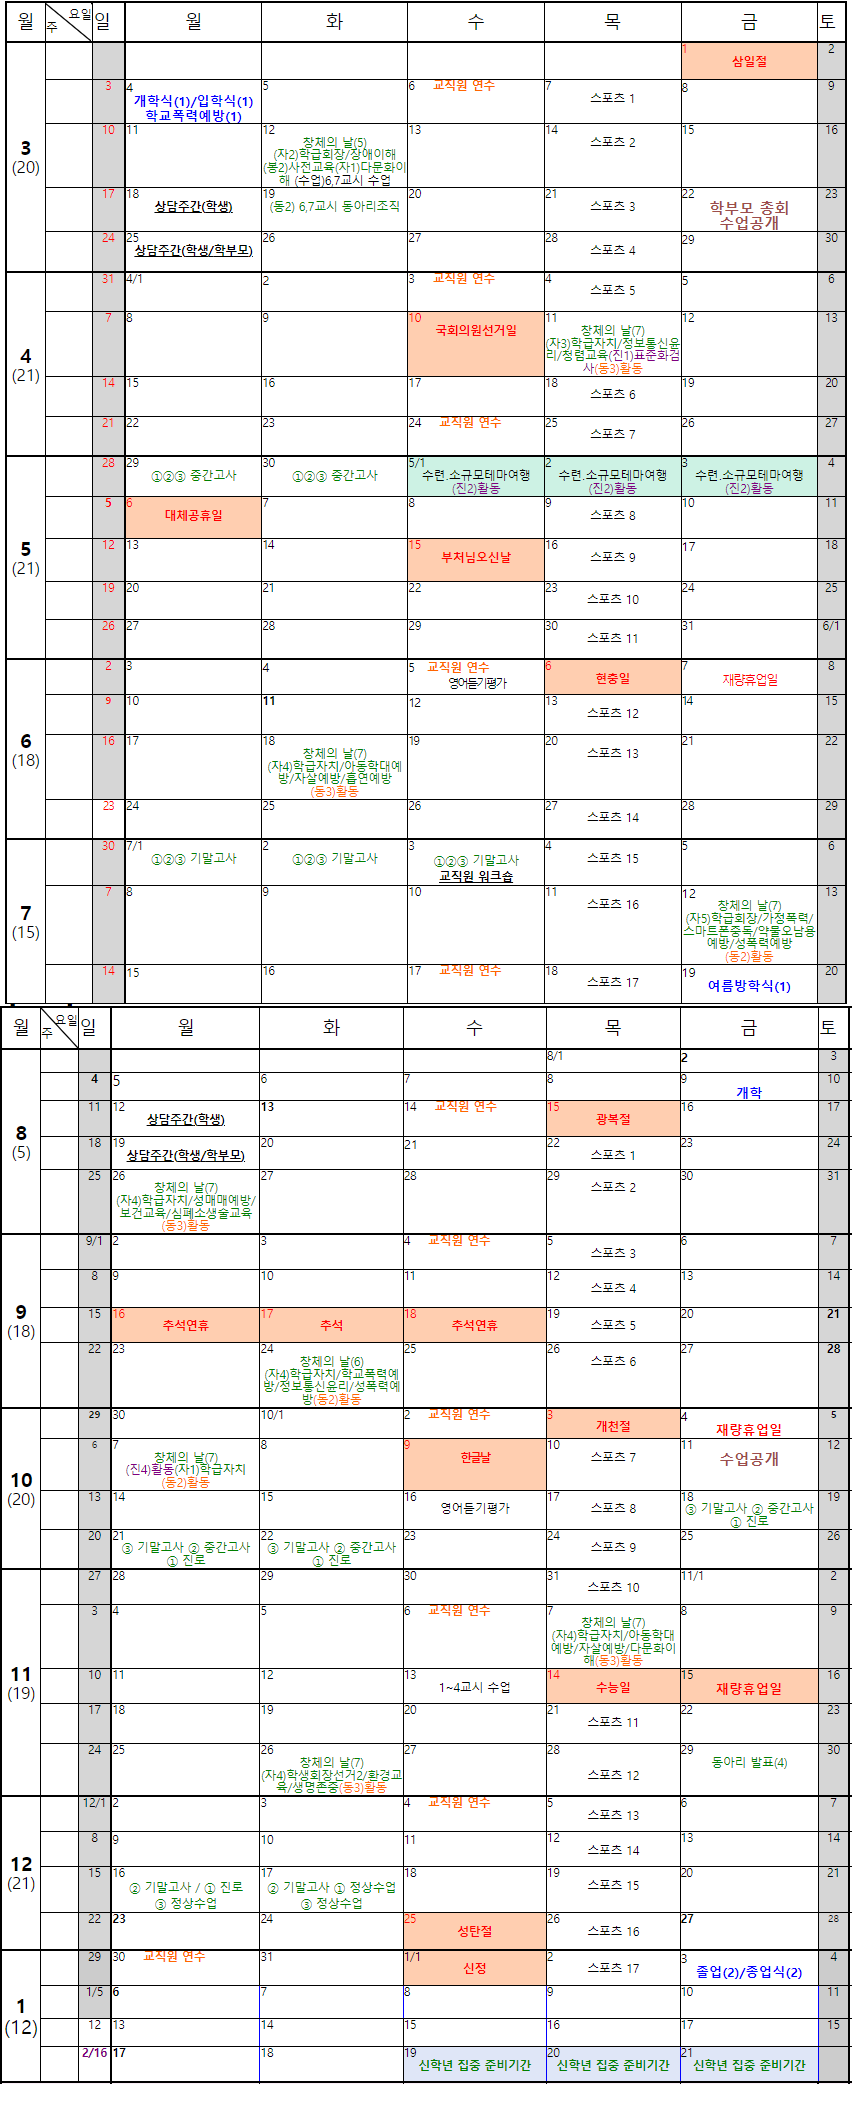 월 요일 주 일 월 화 수 목 금 토
1 2
삼일절
3 4 5 6 교직원 연수 7 8 9
개학식(1)/입학식(1) 스포츠 1
학교폭력예방(1)
10 11 12 13 14 15 16
창체의 날(5) 스포츠 2
3 (자2)학급회장/장애이해
(20) (봉2)사전교육(자1)다문화이
해 (수업)6,7교시 수업
17 18 19 20 21 22 23
상담주간(학생) (동2) 6,7교시 동아리조직 스포츠 3 학부모 총회
수업공개
24 25 26 27 28 29 30
상담주간(학생/학부모) 스포츠 4
31 4/1 2 3 교직원 연수 4 5 6
스포츠 5
7 8 9 10 11 12 13
국회의원선거일 창체의 날(7)
4 (자3)학급자치/정보통신윤
(21) 리/청렴교육(진1)표준화검
사(동3)활동
14 15 16 17 18 19 20
스포츠 6
21 22 23 24 교직원 연수 25 26 27
스포츠 7
28 29 30 5/1 2 3 4
①②③ 중간고사 ①②③ 중간고사 수련.소규모테마여행 수련.소규모테마여행 수련.소규모테마여행
(진2)활동 (진2)활동 (진2)활동
5 6 7 8 9 10 11
대체공휴일 스포츠 8
5 12 13 14 15 16 17 18
(21) 부처님오신날 스포츠 9
19 20 21 22 23 24 25
스포츠 10
26 27 28 29 30 31 6/1
스포츠 11
2 3 4 5 교직원 연수 6 7 8
영어듣기평가 현충일 재량휴업일
9 10 11 12 13 14 15
스포츠 12
6 16 17 18 19 20 21 22
(18) 창체의 날(7) 스포츠 13
(자4)학급자치/아동학대예
방/자살예방/흡연예방
(동3)활동
23 24 25 26 27 28 29
스포츠 14
30 7/1 2 3 4 5 6
①②③ 기말고사 ①②③ 기말고사 ①②③ 기말고사 스포츠 15
교직원 워크숍
7 8 9 10 11 12 13
7 스포츠 16 창체의 날(7)
(15) (자5)학급회장/가정폭력/
스마트폰중독/약물오남용
예방/성폭력예방
(동2)활동
14 15 16 17 교직원 연수 18 19 20
스포츠 17 여름방학식(1)
월 요일 주 일 월 화 수 목 금 토
8/1 2 3
4 5 6 7 8 9 10
개학
11 12 13 14 교직원 연수 15 16 17
상담주간(학생) 광복절
8 18 19 20 21 22 23 24
(5) 상담주간(학생/학부모) 스포츠 1
25 26 27 28 29 30 31
창체의 날(7) 스포츠 2
(자4)학급자치/성매매예방/
보건교육/심폐소생술교육
(동3)활동
9/1 2 3 4 교직원 연수 5 6 7
스포츠 3
8 9 10 11 12 13 14
스포츠 4
9 15 16 17 18 19 20 21
(18) 추석연휴 추석 추석연휴 스포츠 5
22 23 24 25 26 27 28
창체의 날(6) 스포츠 6
(자4)학급자치/학교폭력예
방/정보통신윤리/성폭력예
방(동2)활동
29 30 10/1 2 교직원 연수 3 4 5
개천절 재량휴업일
6 7 8 9 10 11 12
창체의 날(7) 한글날 스포츠 7 수업공개
10 (진4)활동(자1)학급자치
(20) (동2)활동
13 14 15 16 17 18 19
영어듣기평가 스포츠 8 ③ 기말고사 ② 중간고사
① 진로
20 21 22 23 24 25 26
③ 기말고사 ② 중간고사 ③ 기말고사 ② 중간고사 스포츠 9
① 진로 ① 진로
27 28 29 30 31 11/1 2
스포츠 10
3 4 5 6 교직원 연수 7 8 9
창체의 날(7)
(자4)학급자치/아동학대
예방/자살예방/다문화이
해(동3)활동
11 10 11 12 13 14 15 16
(19) 1~4교시 수업 수능일 재량휴업일
17 18 19 20 21 22 23
스포츠 11
24 25 26 27 28 29 30
창체의 날(7) 스포츠 12 동아리 발표(4)
(자4)학생회장선거2/환경교
육/생명존중(동3)활동
12/1 2 3 4 교직원 연수 5 6 7
스포츠 13
8 9 10 11 12 13 14
스포츠 14
12 15 16 17 18 19 20 21
(21) ② 기말고사 / ① 진로 ② 기말고사 ① 정상수업 스포츠 15
③ 정상수업 ③ 정상수업
22 23 24 25 26 27 28
성탄절 스포츠 16
29 30 교직원 연수 31 1/1 2 3 4
신정 스포츠 17 졸업(2)/종업식(2)
1/5 6 7 8 9 10 11
1 12 13 14 15 16 17 15
(12)
2/16 17 18 19 20 21
신학년 집중 준비기간 신학년 집중 준비기간 신학년 집중 준비기간